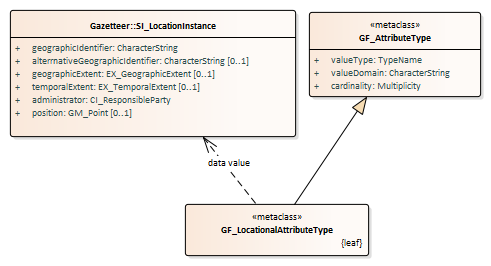 Gazetteer::SI_LocationInstance
+ geographicIdentifier: CharacterString
+ alterrnativeGeographicIdentifier: CharacterString [0..1]
+ geographicExtent: EX_GeographicExtent [0..1]
+ temporalExtent: EX_TemporalExtent [0..1]
+ administrator: CI_ResponsibleParty
+ position: GM_Point [0..1]
«metaclass»
GF_AttributeType
+ valueType: TypeName
+ valueDomain: CharacterString
+ cardinality: Multiplicity
data value
«metaclass»
GF_LocationalAttributeType
{leaf}